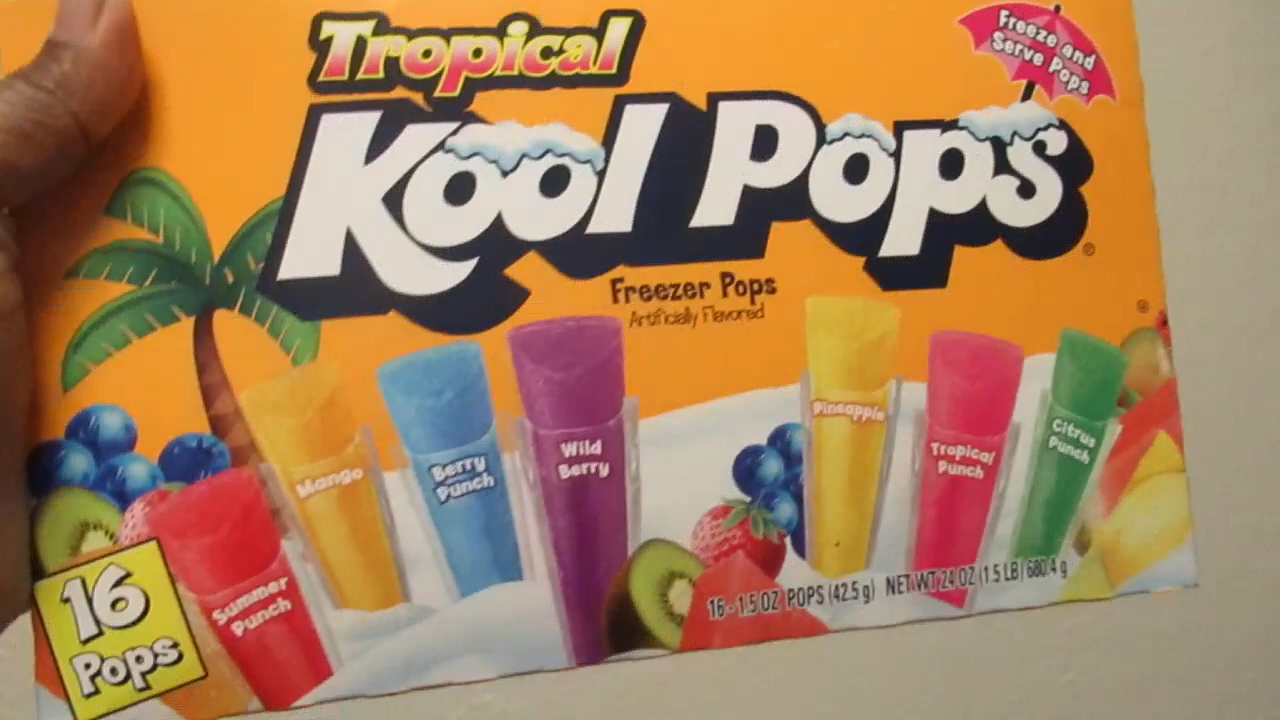 Tropical
Kool Pops
®
Freeze and
Serve Pops
Freezer Pops
Artificially Flavored
Mango
Berry
Punch
Wild
Berry
Pineapple
Tropical
Punch
Citrus
Punch
Summer
Punch
16
Pops
16 - 1.5 OZ POPS (42.5 g) NET WT 24 OZ (1.5 LB) 680.4 g